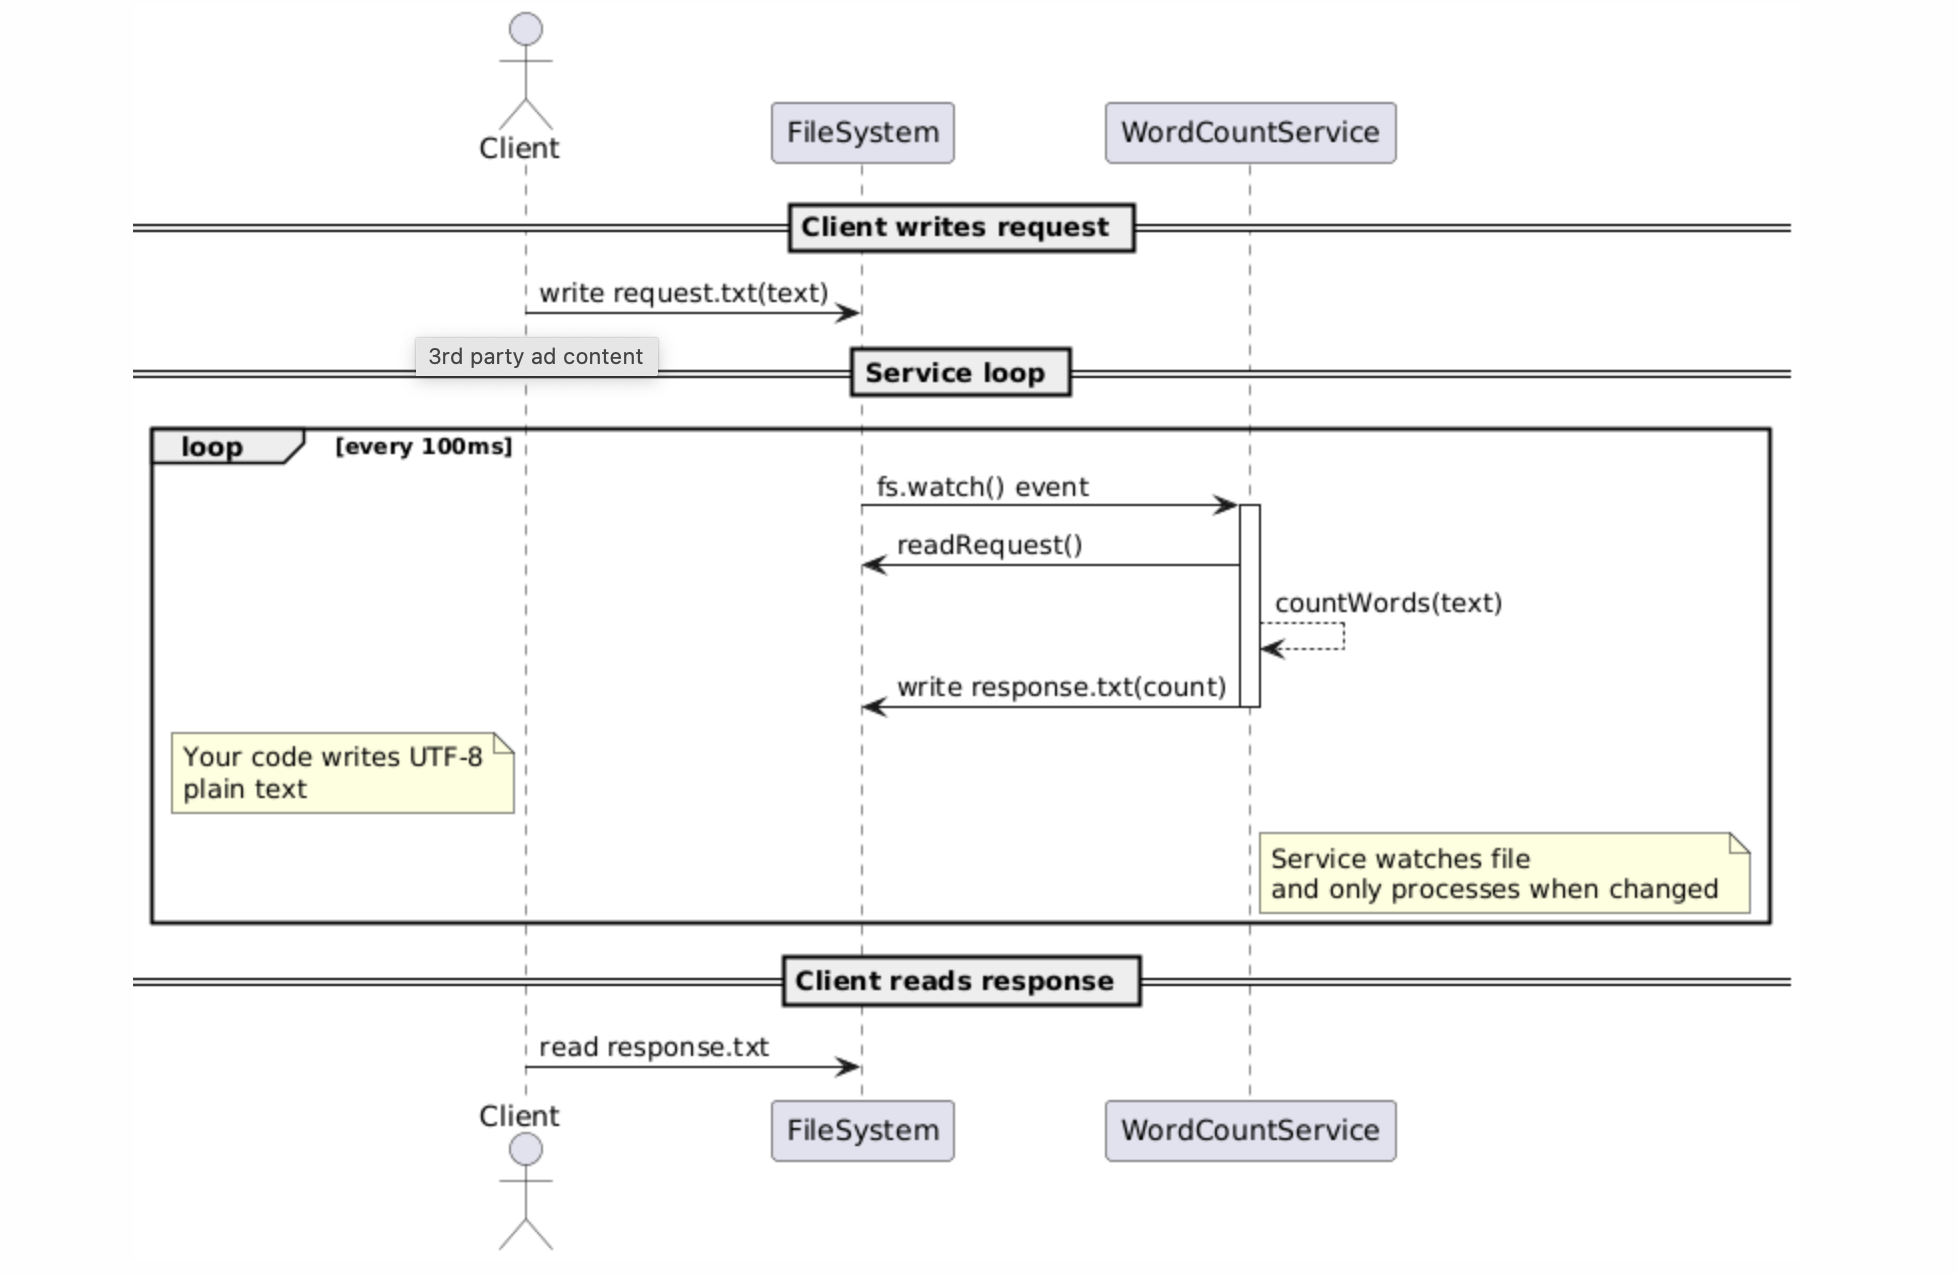 Client
FileSystem
WordCountService
Client writes request
write request.txt(text)
3rd party ad content
Service loop
loop
[every 100ms]
fs.watch() event
readRequest()
countWords(text)
write response.txt(count)
Your code writes UTF-8
plain text
Service watches file
and only processes when changed
Client reads response
read response.txt
Client
FileSystem
WordCountService